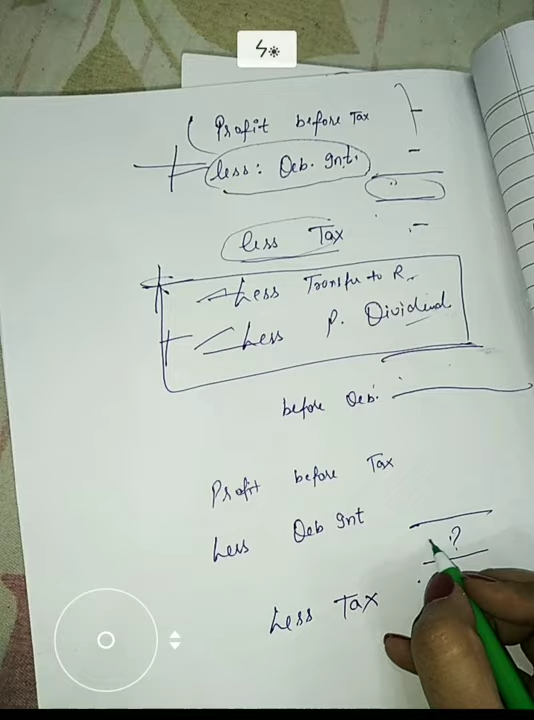 Profit before Tax
less: Deb. Int.
less Tax
Less Transfer to R.
Less P. Dividend
before Deb.
Profit before Tax
Less Deb Int
?
Less Tax